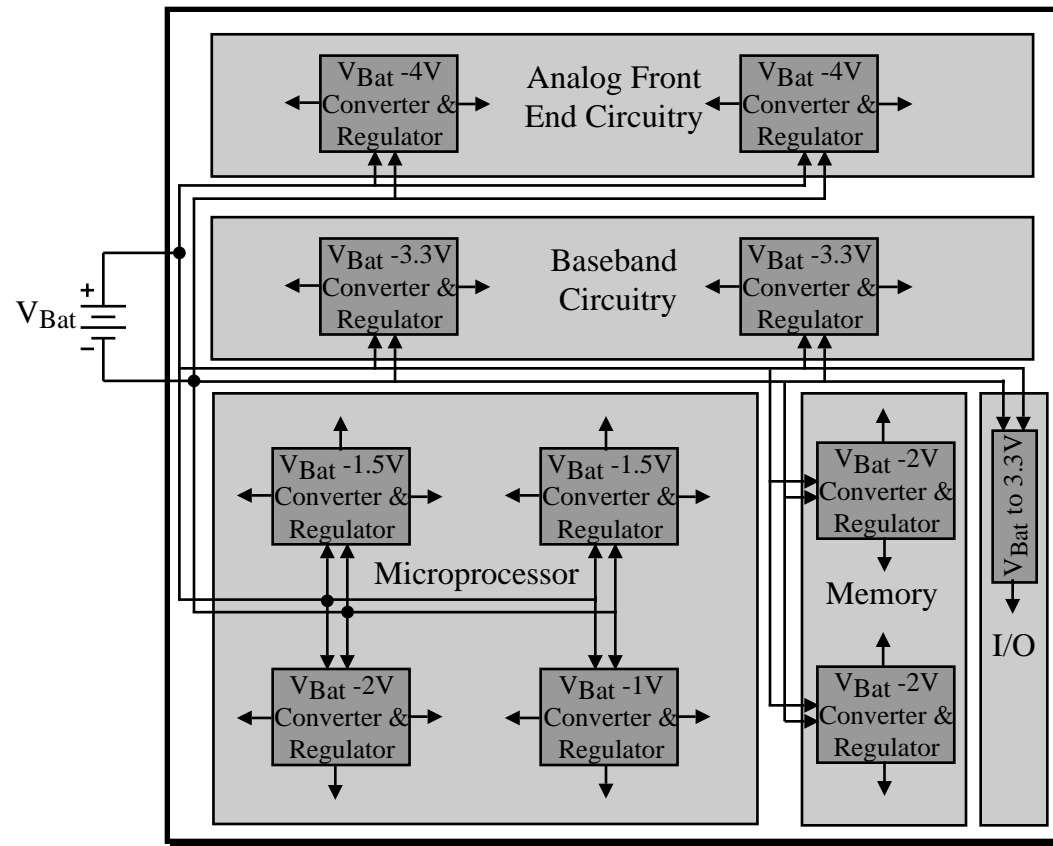 VBat -4V
Converter &
Regulator
Analog Front
End Circuitry
VBat -4V
Converter &
Regulator
VBat -3.3V
Converter &
Regulator
Baseband
Circuitry
VBat -3.3V
Converter &
Regulator
+
VBat
−
VBat -1.5V
Converter &
Regulator
VBat -1.5V
Converter &
Regulator
Microprocessor
VBat -2V
Converter &
Regulator
VBat -1V
Converter &
Regulator
VBat -2V
Converter &
Regulator
Memory
VBat -2V
Converter &
Regulator
VBat to 3.3V
I/O